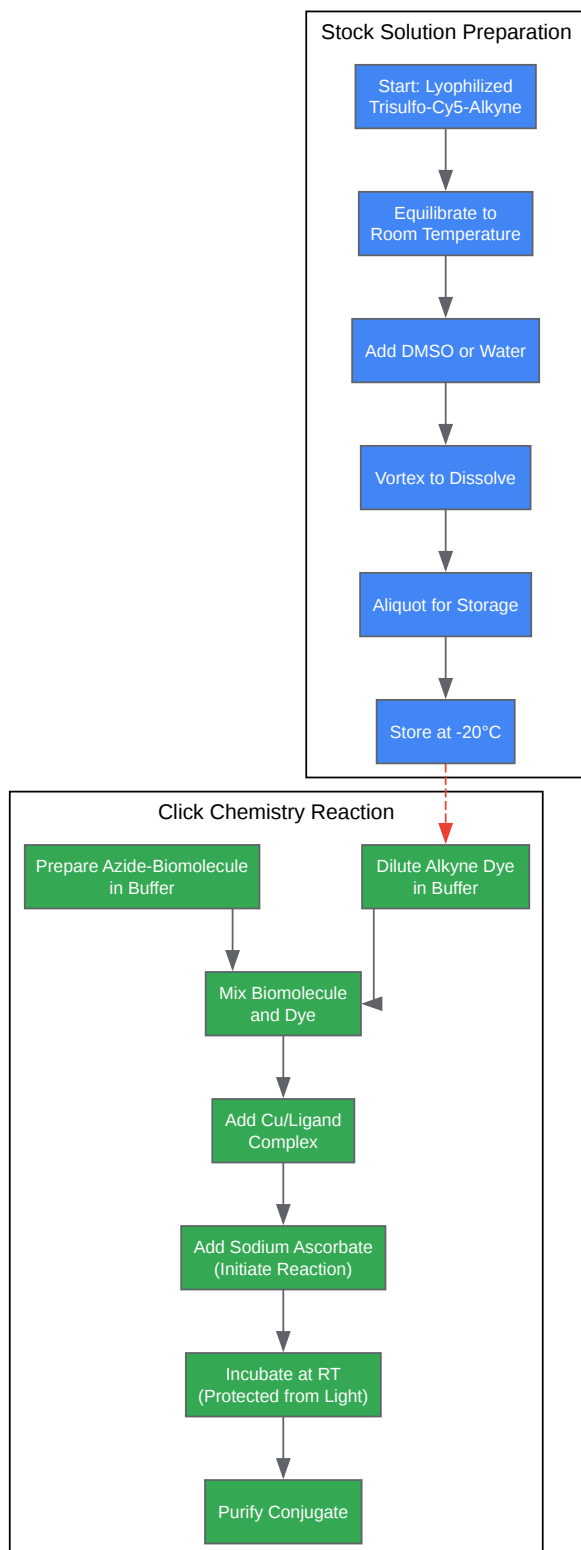 Stock Solution Preparation
Start: Lyophilized
Trisulfo-Cy5-Alkyne
Equilibrate to
Room Temperature
Add DMSO or Water
Vortex to Dissolve
Aliquot for Storage
Store at -20°C
Click Chemistry Reaction
Prepare Azide-Biomolecule
in Buffer
Dilute Alkyne Dye
in Buffer
Mix Biomolecule
and Dye
Add Cu/Ligand
Complex
Add Sodium Ascorbate
(Initiate Reaction)
Incubate at RT
(Protected from Light)
Purify Conjugate